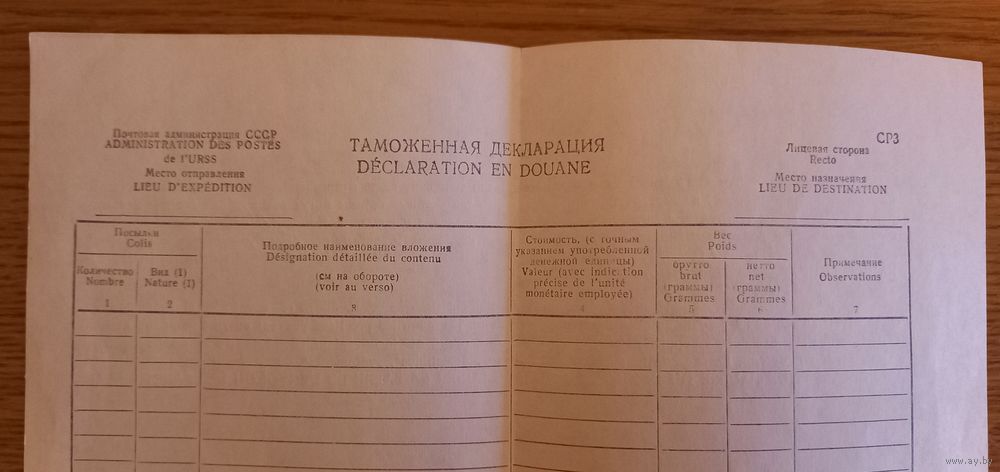 Почтовая администрация СССР
ADMINISTRATION DES POSTES
de l'URSS
Место отправления
LIEU D'EXPÉDITION
ТАМОЖЕННАЯ ДЕКЛАРАЦИЯ
DÉCLARATION EN DOUANE
CP3
Лицевая сторона
Recto
Место назначения
LIEU DE DESTINATION
Посылки
Colis
Количество
Nombre
1
Вид (1)
Nature (1)
2
Подробное наименование вложения
Désignation détaillée du contenu
(см на обороте)
(voir au verso)
3
Стоимость, (с точным
указанием употребленной
денежной единицы)
Valeur (avec indication
précise de l'unité
monétaire employée)
4
Вес
Poids
брутто
brut
(граммы)
Grammes
5
нетто
net
(граммы)
Grammes
6
Примечание
Observations
7
www.ay.by